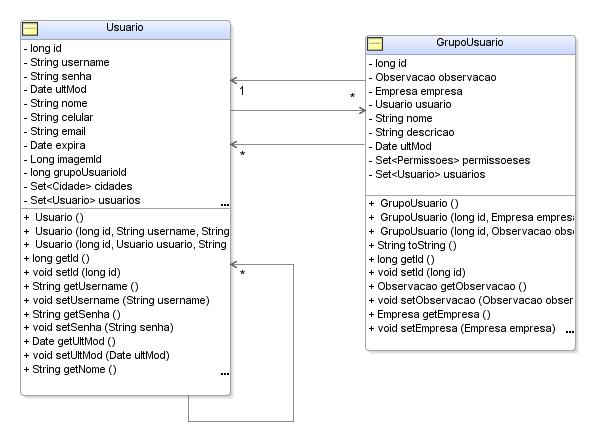 Usuario
- long id
- String username
- String senha
- Date ultMod
- String nome
- String celular
- String email
- Date expira
- Long imagemId
- long grupoUsuarioId
- Set<Cidade> cidades
- Set<Usuario> usuarios
...
+ Usuario ()
+ Usuario (long id, String username, String
+ Usuario (long id, Usuario usuario, String
+ long getId ()
+ void setId (long id)
+ String getUsername ()
+ void setUsername (String username)
+ String getSenha ()
+ void setSenha (String senha)
+ Date getUltMod ()
+ void setUltMod (Date ultMod)
+ String getNome ()
...
1
*
*
*
GrupoUsuario
- long id
- Observacao observacao
- Empresa empresa
- Usuario usuario
- String nome
- String descricao
- Date ultMod
- Set<Permissoes> permissoeses
- Set<Usuario> usuarios
+ GrupoUsuario ()
+ GrupoUsuario (long id, Empresa empresa
+ GrupoUsuario (long id, Observacao obse
+ String toString ()
+ long getId ()
+ void setId (long id)
+ Observacao getObservacao ()
+ void setObservacao (Observacao obser
+ Empresa getEmpresa ()
+ void setEmpresa (Empresa empresa)
...